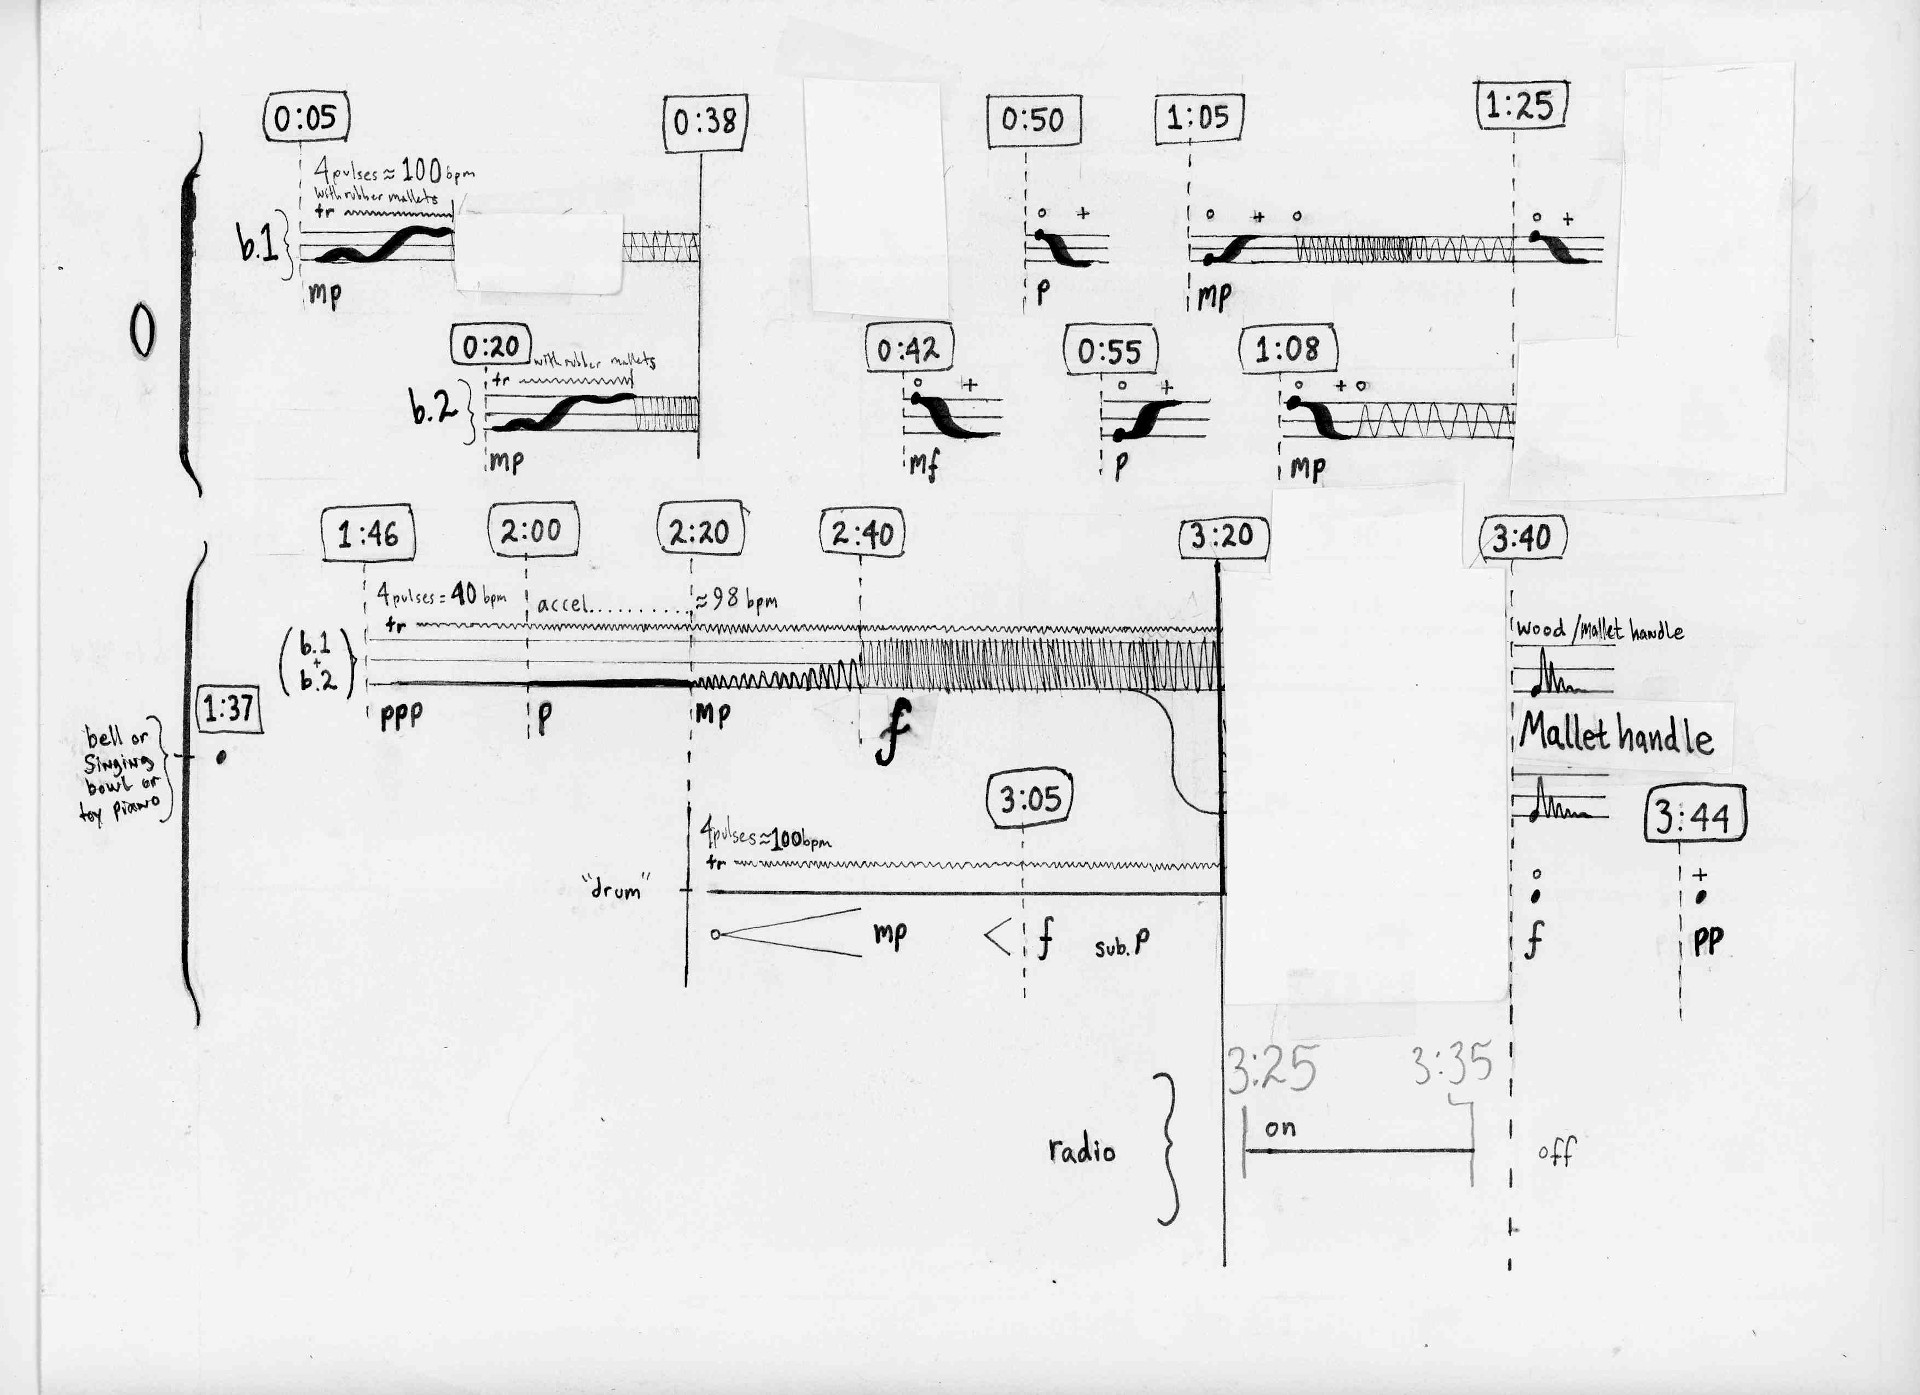 0:05
0:38
0:50
1:05
1:25
4 pulses ≈ 100 bpm
with rubber mallets
tr
o +
o + o
o +
b.1
mp
p
mp
0
0:20
0:42
0:55
1:08
with rubber mallets
tr
o +
o +
o + o
b.2
mp
mf
p
mp
1:46
2:00
2:20
2:40
3:20
3:40
4 pulses = 40 bpm
accel..........
≈ 98 bpm
tr
wood / mallet handle
b.1
+
b.2
1:37
ppp
p
mp
f
Mallet handle
bell or
Singing
bowl or
toy piano
3:05
3:44
4 pulses ≈ 100 bpm
tr
"drum"
o
+
mp
f
sub. p
f
pp
3:25
3:35
radio
on
off